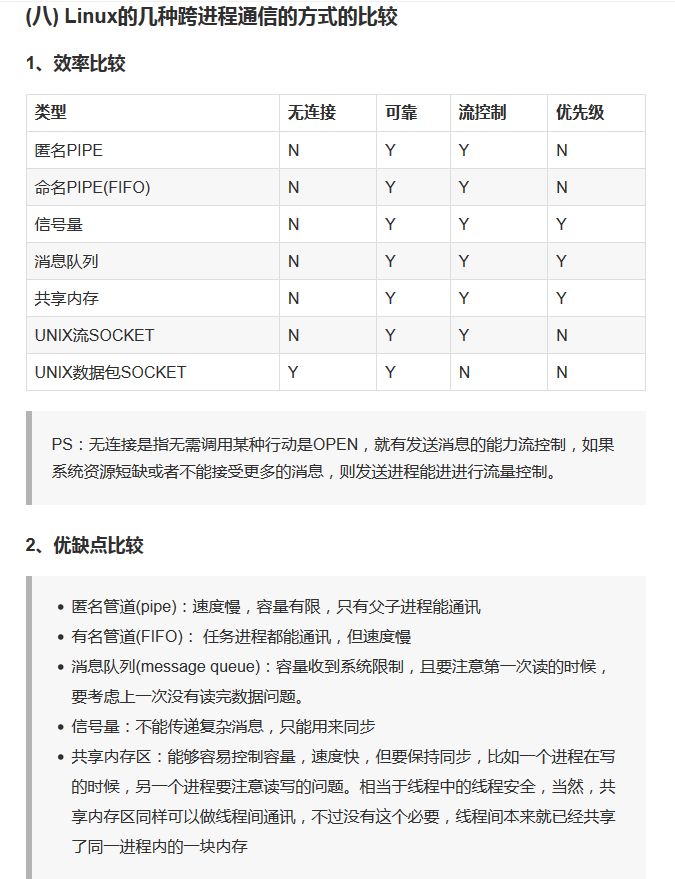 (八) Linux的几种跨进程通信的方式的比较
1、效率比较
类型 无连接 可靠 流控制 优先级
匿名PIPE N Y Y N
命名PIPE(FIFO) N Y Y N
信号量 N Y Y Y
消息队列 N Y Y Y
共享内存 N Y Y Y
UNIX流SOCKET N Y Y N
UNIX数据包SOCKET Y Y N N
PS：无连接是指无需调用某种行动是OPEN，就有发送消息的能力流控制，如果
系统资源短缺或者不能接受更多的消息，则发送进程能进进行流量控制。
2、优缺点比较
• 匿名管道(pipe)：速度慢，容量有限，只有父子进程能通讯
• 有名管道(FIFO)： 任务进程都能通讯，但速度慢
• 消息队列(message queue)：容量收到系统限制，且要注意第一次读的时候，
要考虑上一次没有读完数据问题。
• 信号量：不能传递复杂消息，只能用来同步
• 共享内存区：能够容易控制容量，速度快，但要保持同步，比如一个进程在写
的时候，另一个进程要注意读写的问题。相当于线程中的线程安全，当然，共
享内存区同样可以做线程间通讯，不过没有这个必要，线程间本来就已经共享
了同一进程内的一块内存